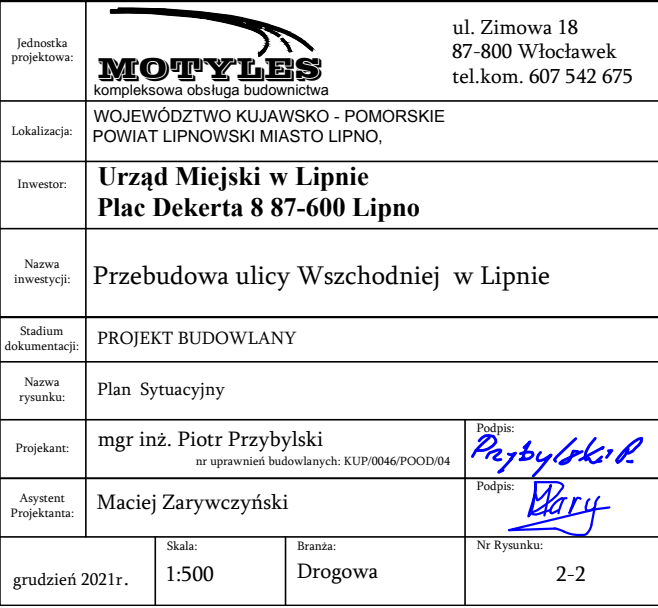 Jednostka
projektowa:
MOTYLES
kompleksowa obsługa budownictwa
ul. Zimowa 18
87-800 Włocławek
tel.kom. 607 542 675
Lokalizacja:
WOJEWÓDZTWO KUJAWSKO - POMORSKIE
POWIAT LIPNOWSKI MIASTO LIPNO,
Inwestor:
Urząd Miejski w Lipnie
Plac Dekerta 8 87-600 Lipno
Nazwa
inwestycji:
Przebudowa ulicy Wszchodniej w Lipnie
Stadium
dokumentacji:
PROJEKT BUDOWLANY
Nazwa
rysunku:
Plan Sytuacyjny
Projekant:
mgr inż. Piotr Przybylski
nr uprawnień budowlanych: KUP/0046/POOD/04
Podpis:
Przybylski P.
Asystent
Projektanta:
Maciej Zarywczyński
Podpis:
grudzień 2021r.
Skala:
1:500
Branża:
Drogowa
Nr Rysunku:
2-2